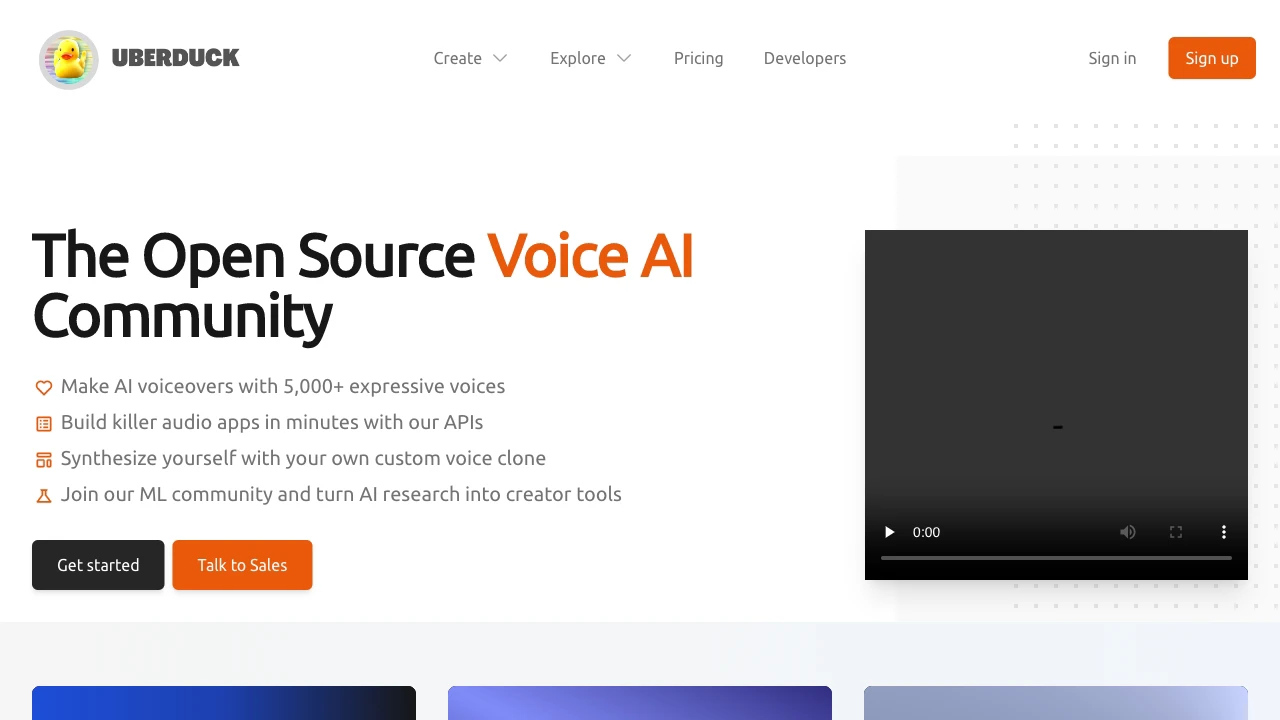 UBERDUCK
Create
Explore
Pricing
Developers
Sign in
Sign up
The Open Source Voice AI
Community
Make AI voiceovers with 5,000+ expressive voices
Build killer audio apps in minutes with our APIs
Synthesize yourself with your own custom voice clone
Join our ML community and turn AI research into creator tools
Get started
Talk to Sales
0:00